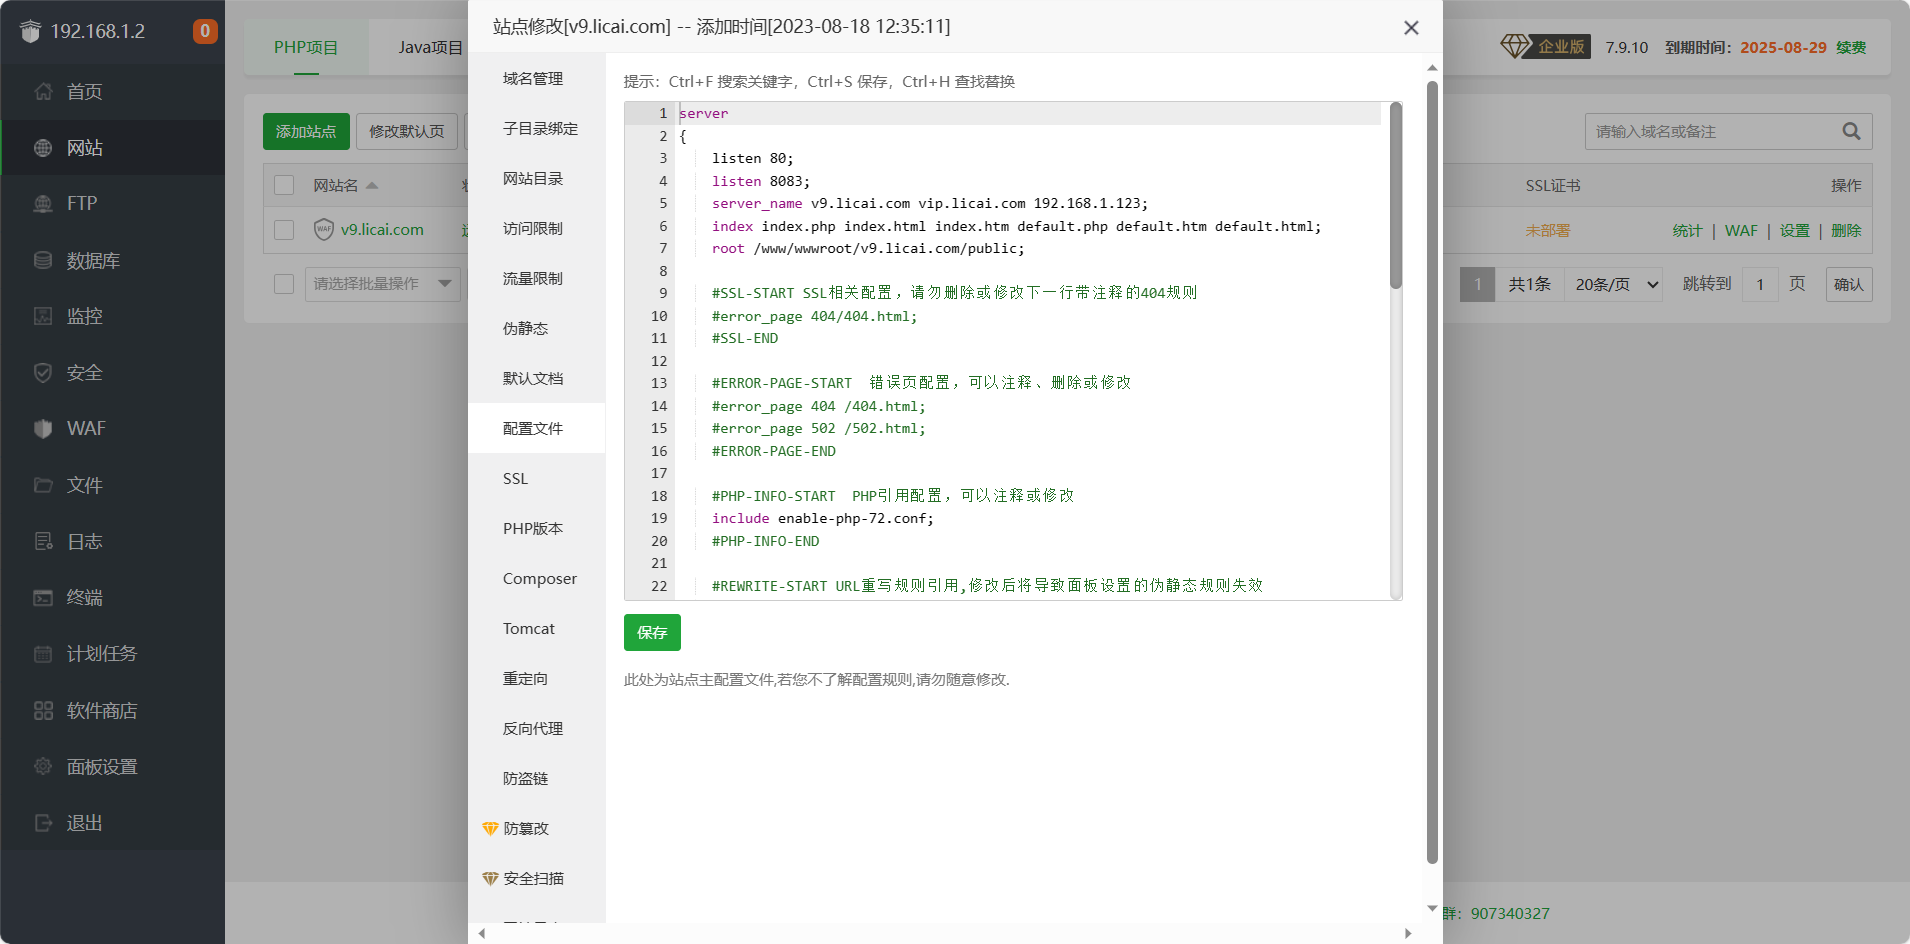 192.168.1.2
0
首页
网站
FTP
数据库
监控
安全
WAF
文件
日志
终端
计划任务
软件商店
面板设置
退出
PHP项目
Java项目
添加站点
修改默认页
网站名
WAF
v9.licai.com
请选择批量操作
站点修改[v9.licai.com] -- 添加时间[2023-08-18 12:35:11]
域名管理
子目录绑定
网站目录
访问限制
流量限制
伪静态
默认文档
配置文件
SSL
PHP版本
Composer
Tomcat
重定向
反向代理
防盗链
防篡改
安全扫描
提示：Ctrl+F 搜索关键字，Ctrl+S 保存，Ctrl+H 查找替换
1 server
2 {
3 listen 80;
4 listen 8083;
5 server_name v9.licai.com vip.licai.com 192.168.1.123;
6 index index.php index.html index.htm default.php default.htm default.html;
7 root /www/wwwroot/v9.licai.com/public;
8
9 #SSL-START SSL相关配置，请勿删除或修改下一行带注释的404规则
10 #error_page 404/404.html;
11 #SSL-END
12
13 #ERROR-PAGE-START  错误页配置，可以注释、删除或修改
14 #error_page 404 /404.html;
15 #error_page 502 /502.html;
16 #ERROR-PAGE-END
17
18 #PHP-INFO-START  PHP引用配置，可以注释或修改
19 include enable-php-72.conf;
20 #PHP-INFO-END
21
22 #REWRITE-START URL重写规则引用,修改后将导致面板设置的伪静态规则失效
保存
此处为站点主配置文件,若您不了解配置规则,请勿随意修改.
企业版 7.9.10 到期时间：2025-08-29 续费
请输入域名或备注
SSL证书 操作
未部署 统计 | WAF | 设置 | 删除
1 共1条 20条/页 跳转到 1 页 确认
群：907340327